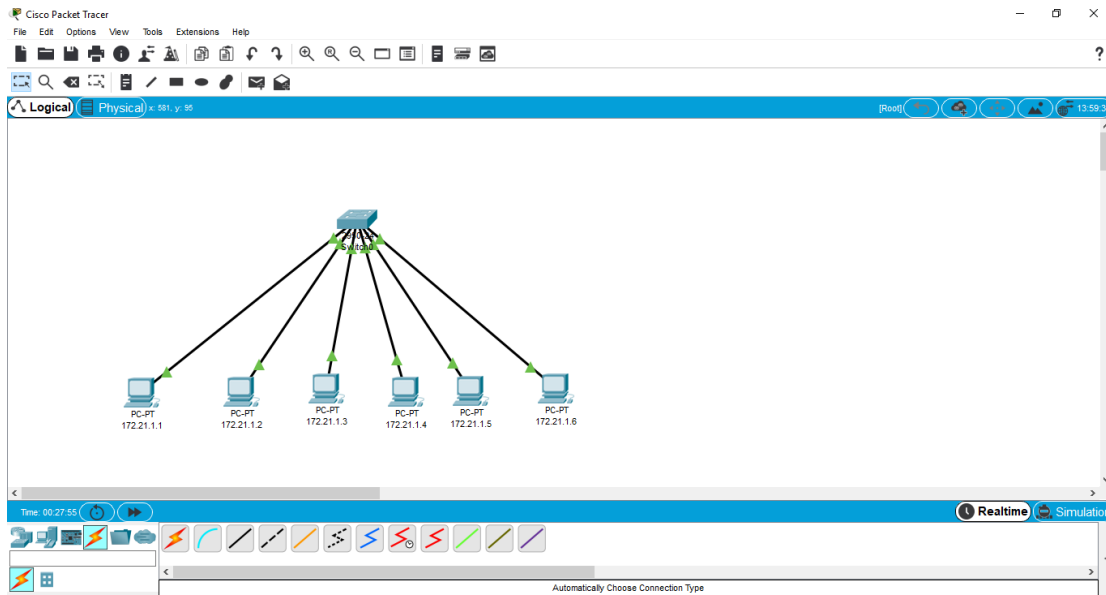 Cisco Packet Tracer
File Edit Options View Tools Extensions Help
?
Logical Physical x: 581, y: 95 [Root] 13:59:3
Switch0
PC-PT
172.21.1.1
PC-PT
172.21.1.2
PC-PT
172.21.1.3
PC-PT
172.21.1.4
PC-PT
172.21.1.5
PC-PT
172.21.1.6
Time: 00:27:55 Realtime Simulation
Automatically Choose Connection Type